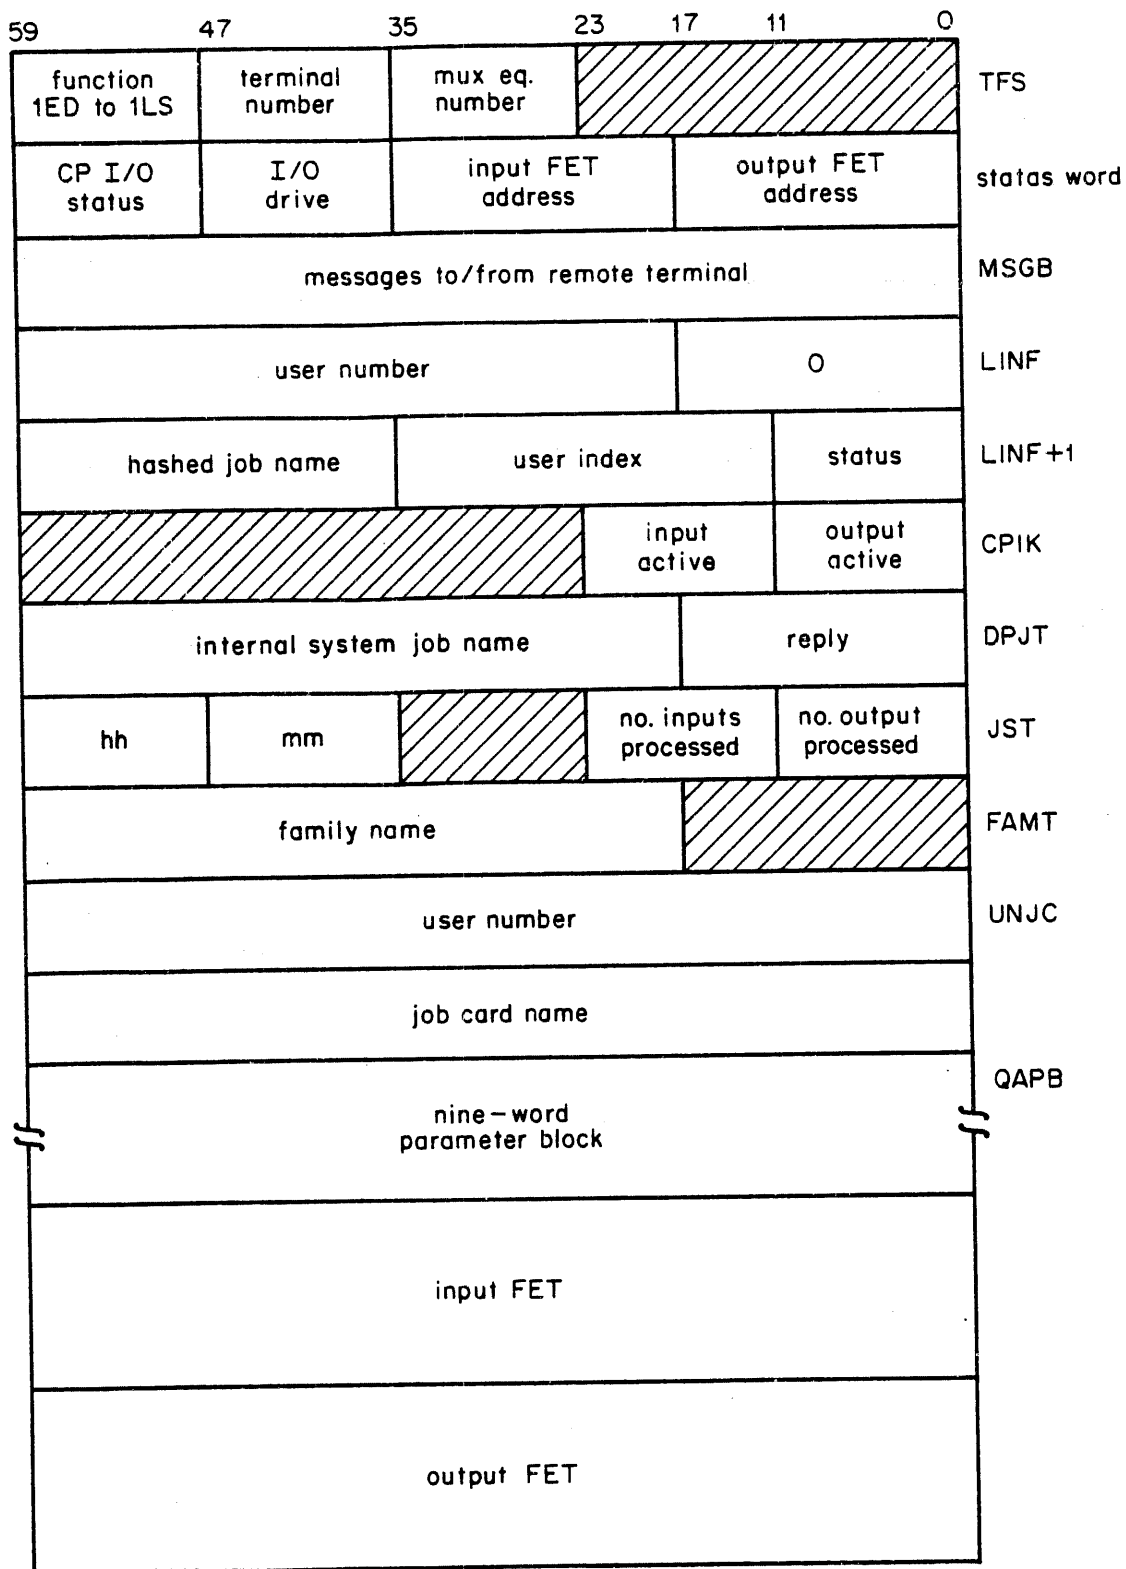 59 47 35 23 17 11 0
function
1ED to 1LS
terminal
number
mux eq.
number
TFS
CP I/O
status
I/O
drive
input FET
address
output FET
address
statas word
messages to/from remote terminal
MSGB
user number
0
LINF
hashed job name
user index
status
LINF+1
input
active
output
active
CPIK
internal system job name
reply
DPJT
hh
mm
no. inputs
processed
no. output
processed
JST
family name
FAMT
user number
UNJC
job card name
QAPB
nine-word
parameter block
input FET
output FET